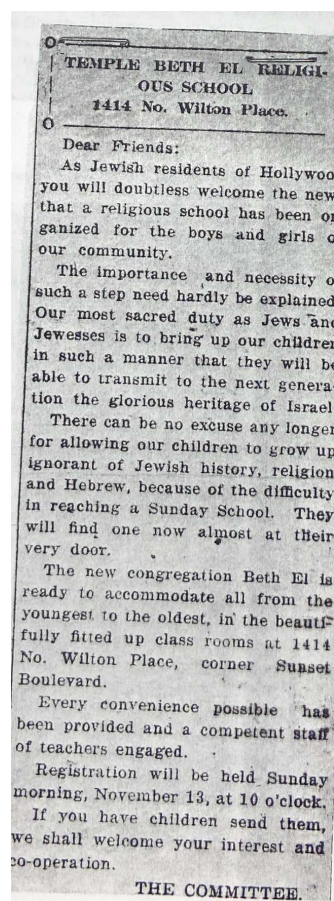 TEMPLE BETH EL RELIGI-
OUS SCHOOL
1414 No. Wilton Place.
Dear Friends:
As Jewish residents of Hollywoo
you will doubtless welcome the new
that a religious school has been or
ganized for the boys and girls o
our community.
The importance and necessity o
such a step need hardly be explained
Our most sacred duty as Jews and
Jewesses is to bring up our children
in such a manner that they will be
able to transmit to the next genera-
tion the glorious heritage of Israel
There can be no excuse any longer
for allowing our children to grow up
ignorant of Jewish history, religion
and Hebrew, because of the difficulty
in reaching a Sunday School. They
will find one now almost at their
very door.
The new congregation Beth El is
ready to accommodate all from the
youngest to the oldest, in the beauti-
fully fitted up class rooms at 1414
No. Wilton Place, corner Sunset
Boulevard.
Every convenience possible has
been provided and a competent staff
of teachers engaged.
Registration will be held Sunday
morning, November 13, at 10 o'clock.
If you have children send them,
we shall welcome your interest and
co-operation.
THE COMMITTEE.